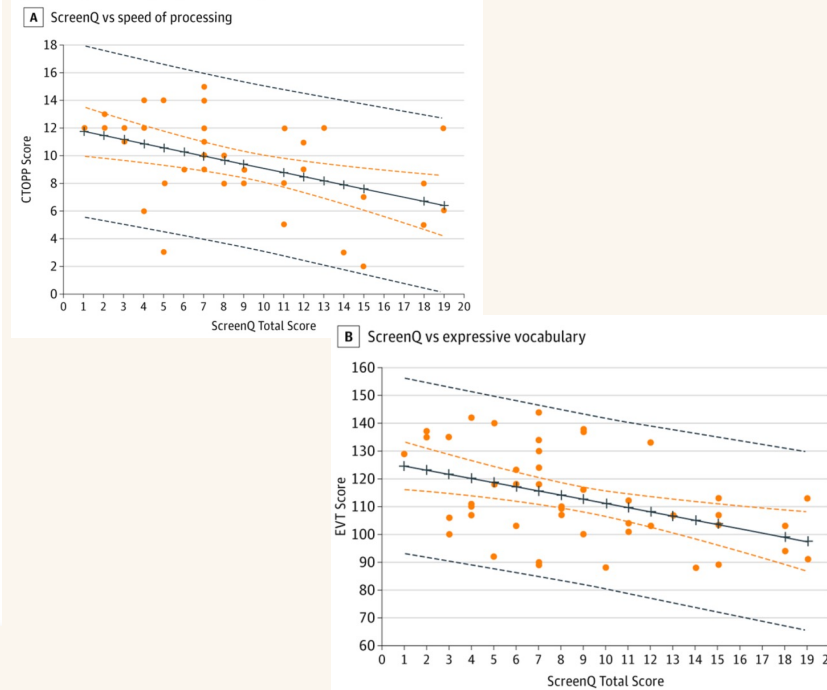 A ScreenQ vs speed of processing
18
16
14
12
10
8
6
4
2
0
CTOPP Score
0 1 2 3 4 5 6 7 8 9 10 11 12 13 14 15 16 17 18 19 20
ScreenQ Total Score
B ScreenQ vs expressive vocabulary
160
150
140
130
120
110
100
90
80
70
60
EVT Score
0 1 2 3 4 5 6 7 8 9 10 11 12 13 14 15 16 17 18 19
ScreenQ Total Score